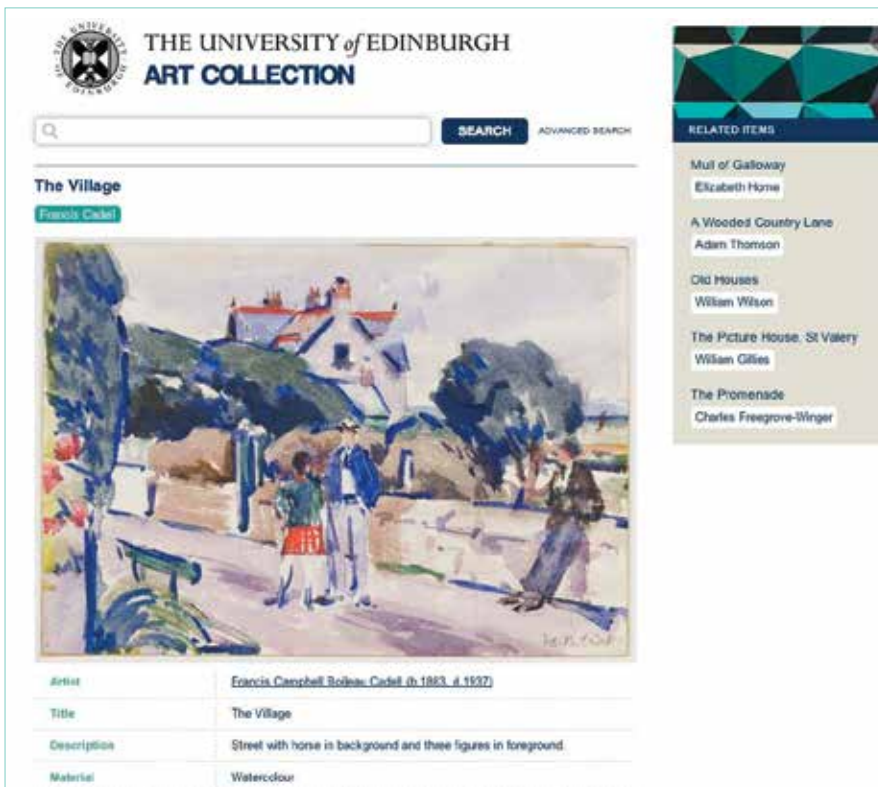 THE UNIVERSITY of EDINBURGH
ART COLLECTION
SEARCH
ADVANCED SEARCH
The Village
Francis Cadell
Artist
Francis Campbell Boileau Cadell (b.1883, d.1937)
Title
The Village
Description
Street with horse in background and three figures in foreground
Material
Watercolour
RELATED ITEMS
Mull of Galloway
Elizabeth Home
A Wooded Country Lane
Adam Thomson
Old Houses
William Wilson
The Picture House, St Valery
William Gillies
The Promenade
Charles Freegrove-Winger